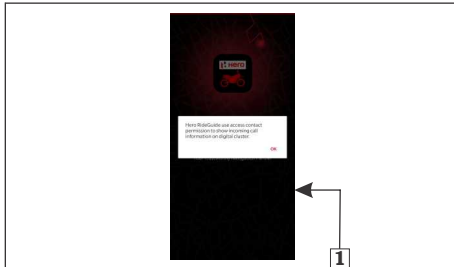 Hero
Hero RideGuide use access contact
permission to show incoming call
information on digital cluster.
OK
1